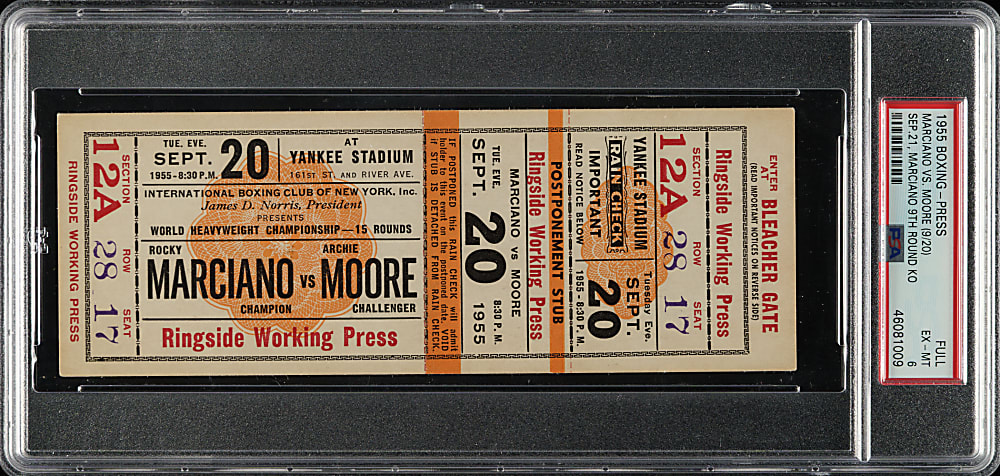 SECTION ROW SEAT
12A 28 17
RINGSIDE WORKING PRESS
TUE. EVE.
SEPT. 20
1955 - 8:30 P.M.
AT
YANKEE STADIUM
161ST ST. AND RIVER AVE.
INTERNATIONAL BOXING CLUB OF NEW YORK, Inc.
James D. Norris, President
PRESENTS
WORLD HEAVYWEIGHT CHAMPIONSHIP—15 ROUNDS
ROCKY ARCHIE
MARCIANO vs MOORE
CHAMPION CHALLENGER
Ringside Working Press
IF POSTPONED this RAIN CHECK will admit
holder to this event on the postponed date. VOID
if STUB IS DETACHED FROM RAIN CHECK.
MARCIANO vs MOORE
SEPT. 20 1955
8:30 P.M.
Ringside Working Press
POSTPONEMENT STUB
YANKEE STADIUM
RAIN CHECK
IMPORTANT
READ NOTICE BELOW
Tuesday Eve.
SEPT. 20
1955 - 8:30 P.M.
SECTION ROW SEAT
12A 28 17
Ringside Working Press
ENTER AT BLEACHER GATE
(READ IMPORTANT NOTICES ON REVERSE SIDE)
1955 BOXING - PRESS FULL
MARCIANO VS. MOORE (9/20) EX-MT
SEP.21, MARCIANO 9TH ROUND KO 6
PSA 46081009